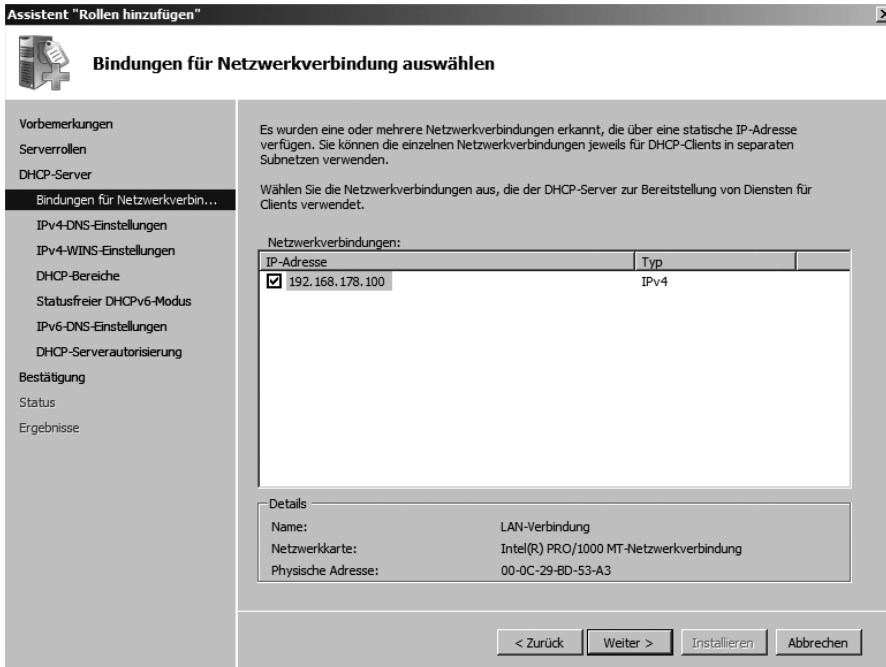 Assistent "Rollen hinzufügen"
Bindungen für Netzwerkverbindung auswählen
Vorbemerkungen
Serverrollen
DHCP-Server
Bindungen für Netzwerkverbin...
IPv4-DNS-Einstellungen
IPv4-WINS-Einstellungen
DHCP-Bereiche
Statusfreier DHCPv6-Modus
IPv6-DNS-Einstellungen
DHCP-Serverautorisierung
Bestätigung
Status
Ergebnisse
Es wurden eine oder mehrere Netzwerkverbindungen erkannt, die über eine statische IP-Adresse
verfügen. Sie können die einzelnen Netzwerkverbindungen jeweils für DHCP-Clients in separaten
Subnetzen verwenden.
Wählen Sie die Netzwerkverbindungen aus, die der DHCP-Server zur Bereitstellung von Diensten für
Clients verwendet.
Netzwerkverbindungen:
IP-Adresse Typ
192.168.178.100 IPv4
Details
Name: LAN-Verbindung
Netzwerkkarte: Intel(R) PRO/1000 MT-Netzwerkverbindung
Physische Adresse: 00-0C-29-BD-53-A3
< Zurück Weiter > Installieren Abbrechen